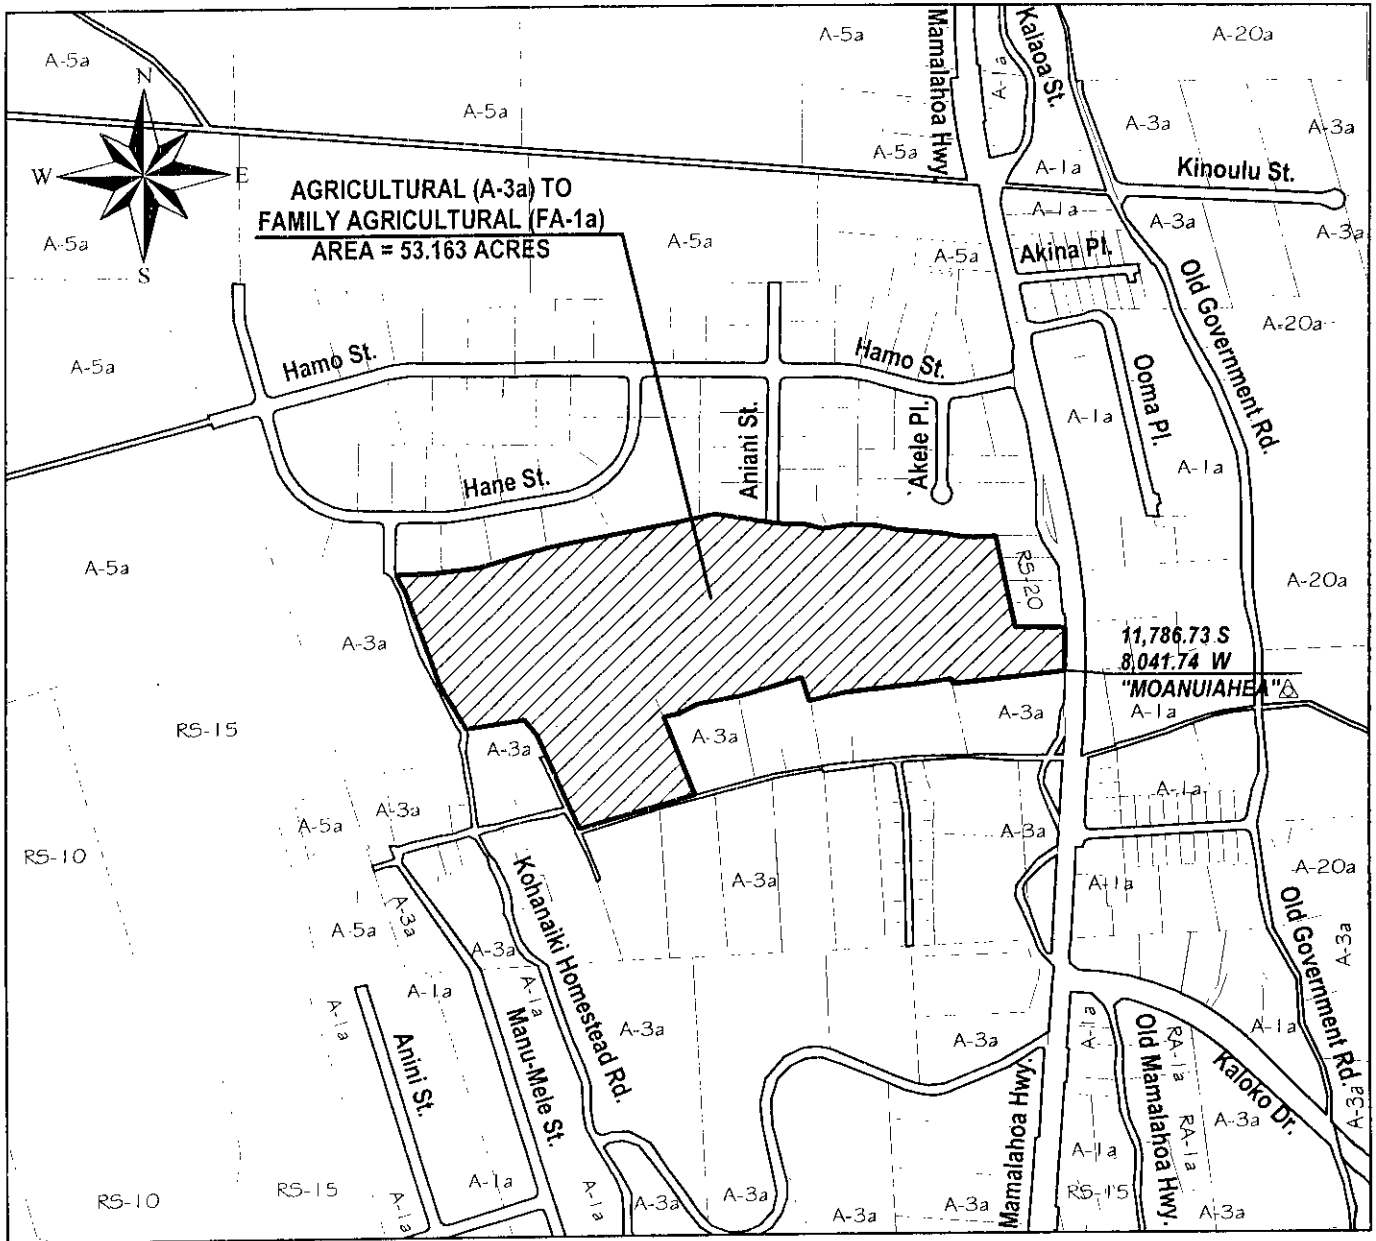 A-5a
A-20a
Mamalahoa Hwy.
A-1a
Kalaoa St.
A-5a
N
A-5a
A-3a
A-3a
A-5a
W
E
A-1a
Kinoulu St.
AGRICULTURAL (A-3a) TO
FAMILY AGRICULTURAL (FA-1a)
AREA = 53.163 ACRES
A-1a
A-3a
A-3a
A-5a
A-5a
A-5a
Akina Pl.
S
Old Government Rd.
A-20a
Hamo St.
Hamo St.
A-5a
Ooma Pl.
Aniani St.
Akele Pl.
A-1a
A-1a
Hane St.
A-5a
RS-20
A-20a
A-3a
11,786.73 S
8,041.74 W
"MOANUIAHEA"
A-3a
A-1a
RS-15
A-3a
A-3a
A-1a
A-5a
A-3a
A-3a
RS-10
A-3a
A-1a
A-20a
Kohanaiki Homestead Rd.
Old Government Rd.
A-3a
A-5a
A-3a
A-3a
A-1a
A-1a
A-1a
Manu-Mele St.
A-3a
A-3a
A-1a
Old Mamalahoa Hwy.
RA-1a
A-1a
Anini St.
Kaloko Dr.
Mamalahoa Hwy.
A-3a
A-3a
RA-1a
A-1a
RS-10
RS-15
A-1a
A-1a
A-1a
A-3a
A-3a
A-3a
A-3a
RS-15
A-3a